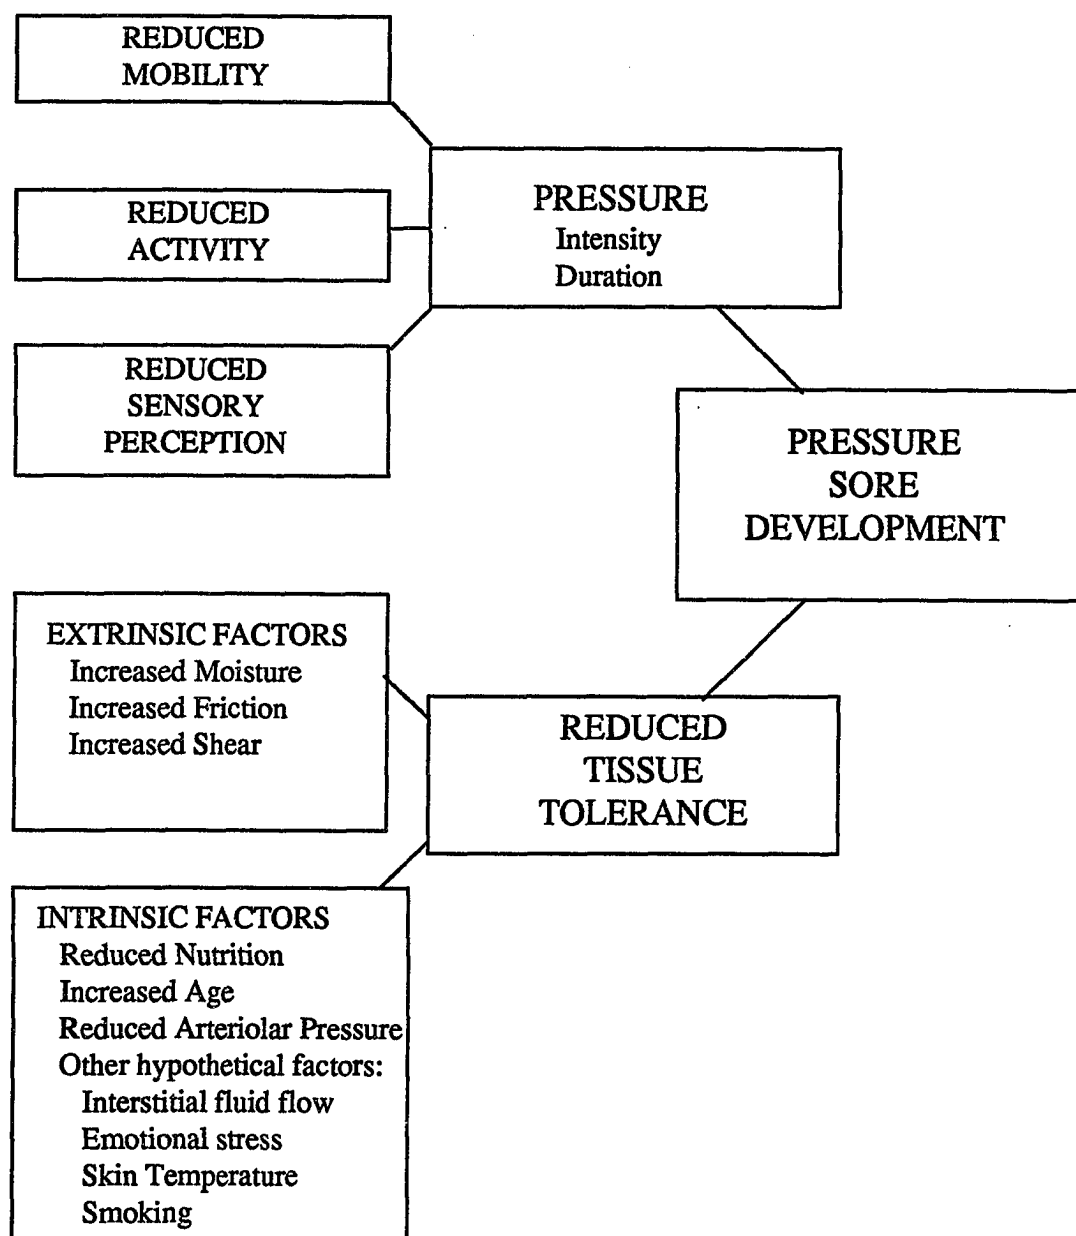 REDUCED
MOBILITY
REDUCED
ACTIVITY
REDUCED
SENSORY
PERCEPTION
PRESSURE
Intensity
Duration
PRESSURE
SORE
DEVELOPMENT
EXTRINSIC FACTORS
Increased Moisture
Increased Friction
Increased Shear
REDUCED
TISSUE
TOLERANCE
INTRINSIC FACTORS
Reduced Nutrition
Increased Age
Reduced Arteriolar Pressure
Other hypothetical factors:
Interstitial fluid flow
Emotional stress
Skin Temperature
Smoking